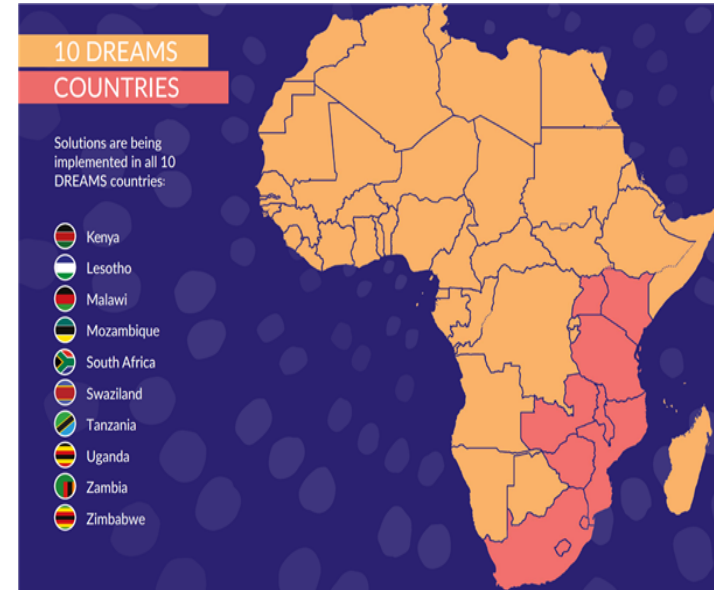 10 DREAMS
COUNTRIES
Solutions are being
implemented in all 10
DREAMS countries:
Kenya
Lesotho
Malawi
Mozambique
South Africa
Swaziland
Tanzania
Uganda
Zambia
Zimbabwe